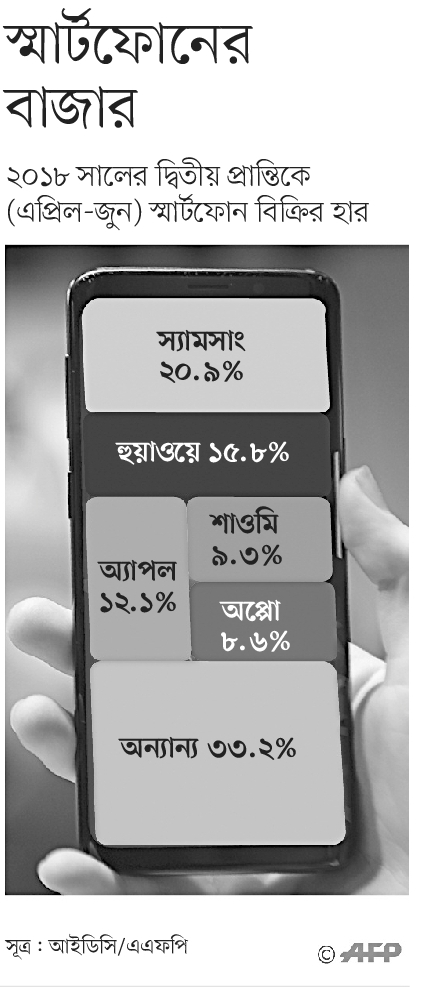 স্মার্টফোনের
বাজার
২০১৮ সালের দ্বিতীয় প্রান্তিকে
(এপ্রিল-জুন) স্মার্টফোন বিক্রির হার
স্যামসাং
২০.৯%
হুয়াওয়ে ১৫.৮%
অ্যাপল
১২.১%
শাওমি
৯.৩%
অপ্পো
৮.৬%
অন্যান্য ৩৩.২%
সূত্র : আইডিসি/এএফপি
© AFP